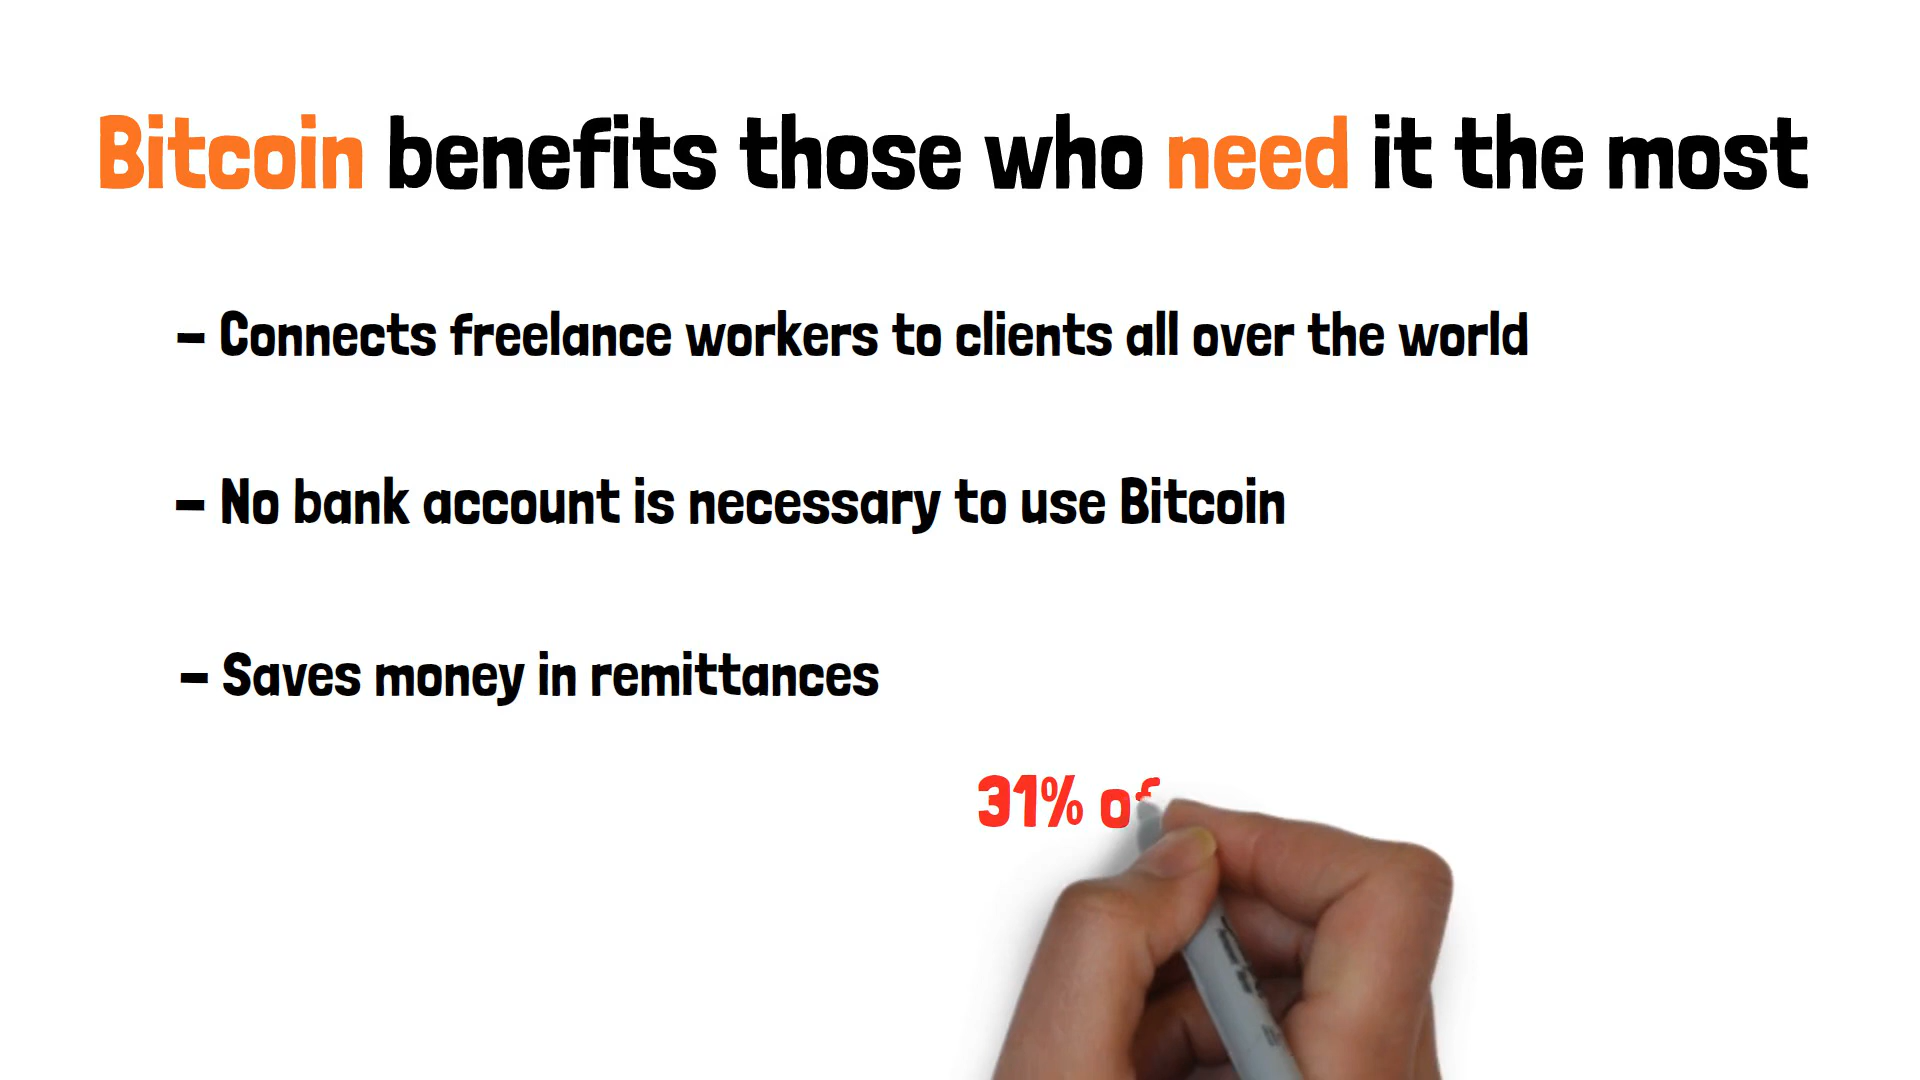 Bitcoin benefits those who need it the most
– Connects freelance workers to clients all over the world
– No bank account is necessary to use Bitcoin
– Saves money in remittances
31% of